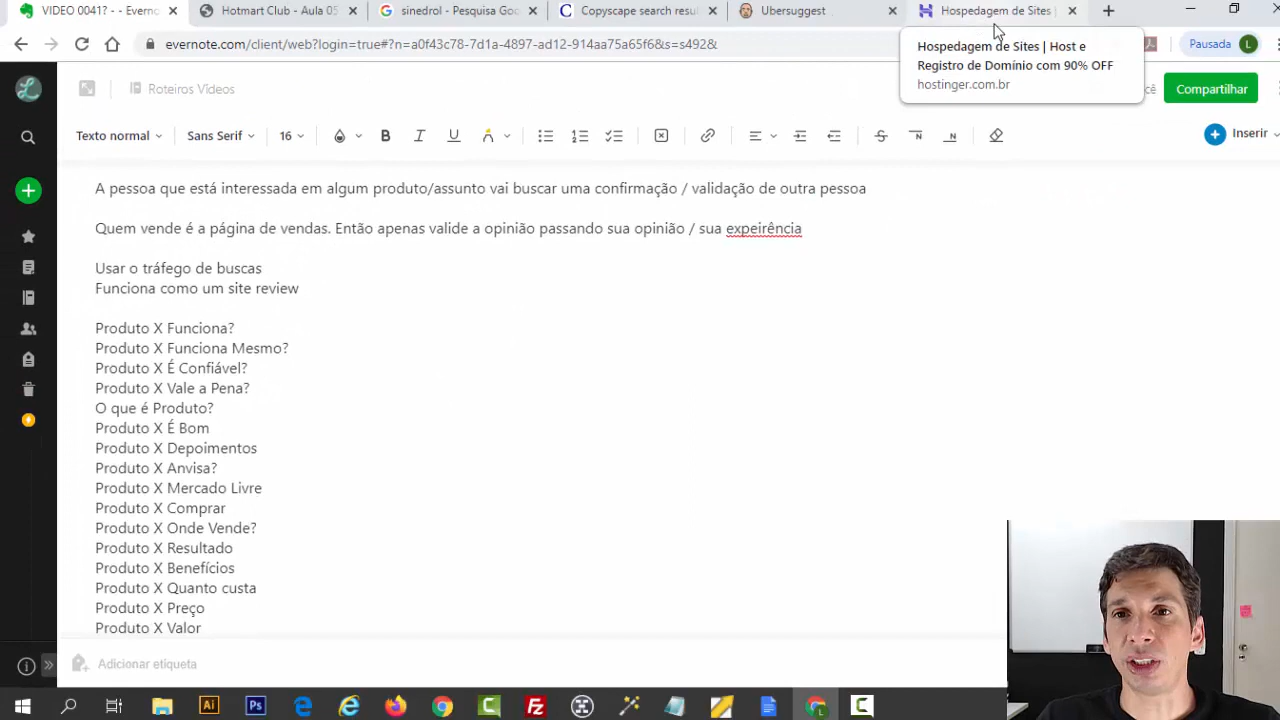 VIDEO 0041? - - Everno
Hotmart Club - Aula 05
sinedrol - Pesquisa Goo
Copyscape search resul
Ubersuggest
Hospedagem de Sites |
evernote.com/client/web?login=true#?n=a0f43c78-7d1a-4897-ad12-914aa75a65f6&s=s492&
Pausada
L
Hospedagem de Sites | Host e
Registro de Domínio com 90% OFF
hostinger.com.br
Roteiros Vídeos
cê
Compartilhar
Texto normal
Sans Serif
16
B
I
U
Inserir
A pessoa que está interessada em algum produto/assunto vai buscar uma confirmação / validação de outra pessoa
Quem vende é a página de vendas. Então apenas valide a opinião passando sua opinião / sua expeirência
Usar o tráfego de buscas
Funciona como um site review
Produto X Funciona?
Produto X Funciona Mesmo?
Produto X É Confiável?
Produto X Vale a Pena?
O que é Produto?
Produto X É Bom
Produto X Depoimentos
Produto X Anvisa?
Produto X Mercado Livre
Produto X Comprar
Produto X Onde Vende?
Produto X Resultado
Produto X Benefícios
Produto X Quanto custa
Produto X Preço
Produto X Valor
Adicionar etiqueta